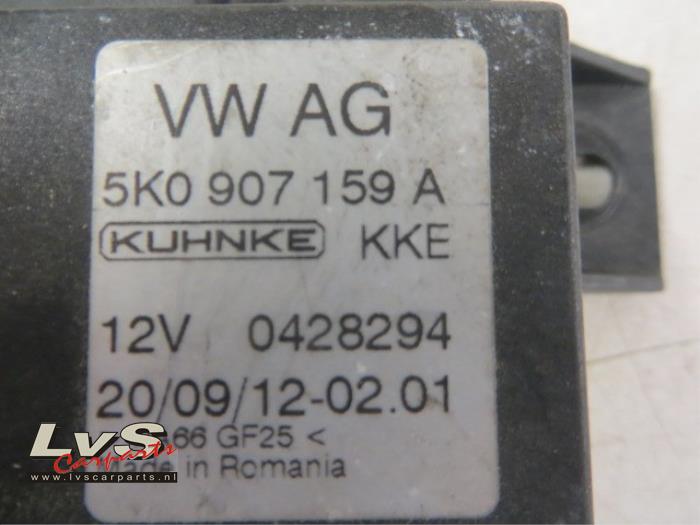 VW AG
5K0 907 159 A
KUHNKE KKE
12V 0428294
20/09/12-02.01
66 GF25 <
Made in Romania
LvS
Carparts
www.lvscarparts.nl